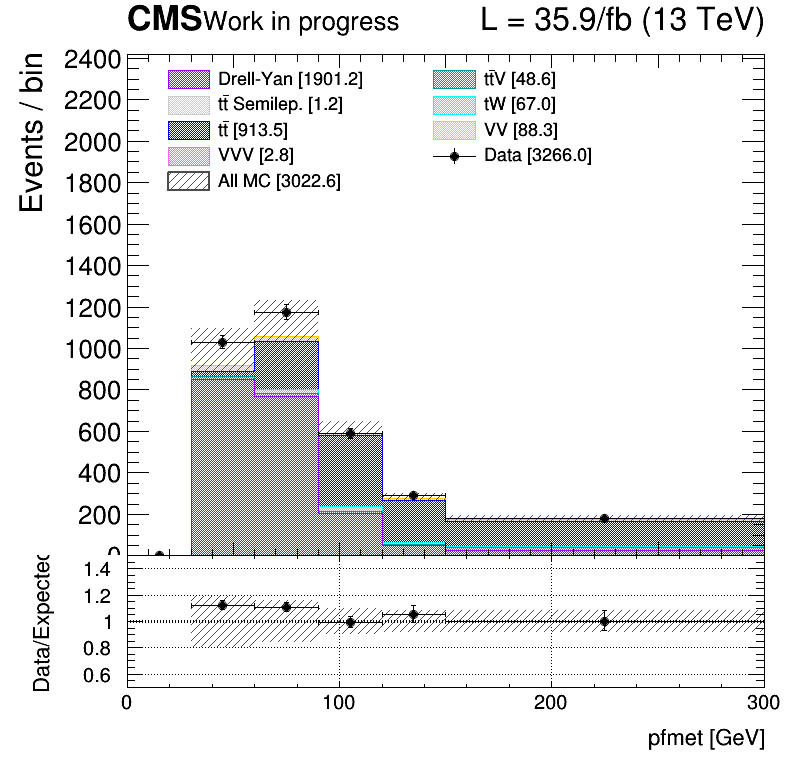 CMS Work in progress L = 35.9/fb (13 TeV)
Events / bin
2400
2200
2000
1800
1600
1400
1200
1000
800
600
400
200
0
Drell-Yan [1901.2]
tt̄ Semilep. [1.2]
tt̄ [913.5]
VVV [2.8]
All MC [3022.6]
tt̄V [48.6]
tW [67.0]
VV [88.3]
Data [3266.0]
Data/Expected
1.4
1.2
1
0.8
0.6
0 100 200 300
pfmet [GeV]